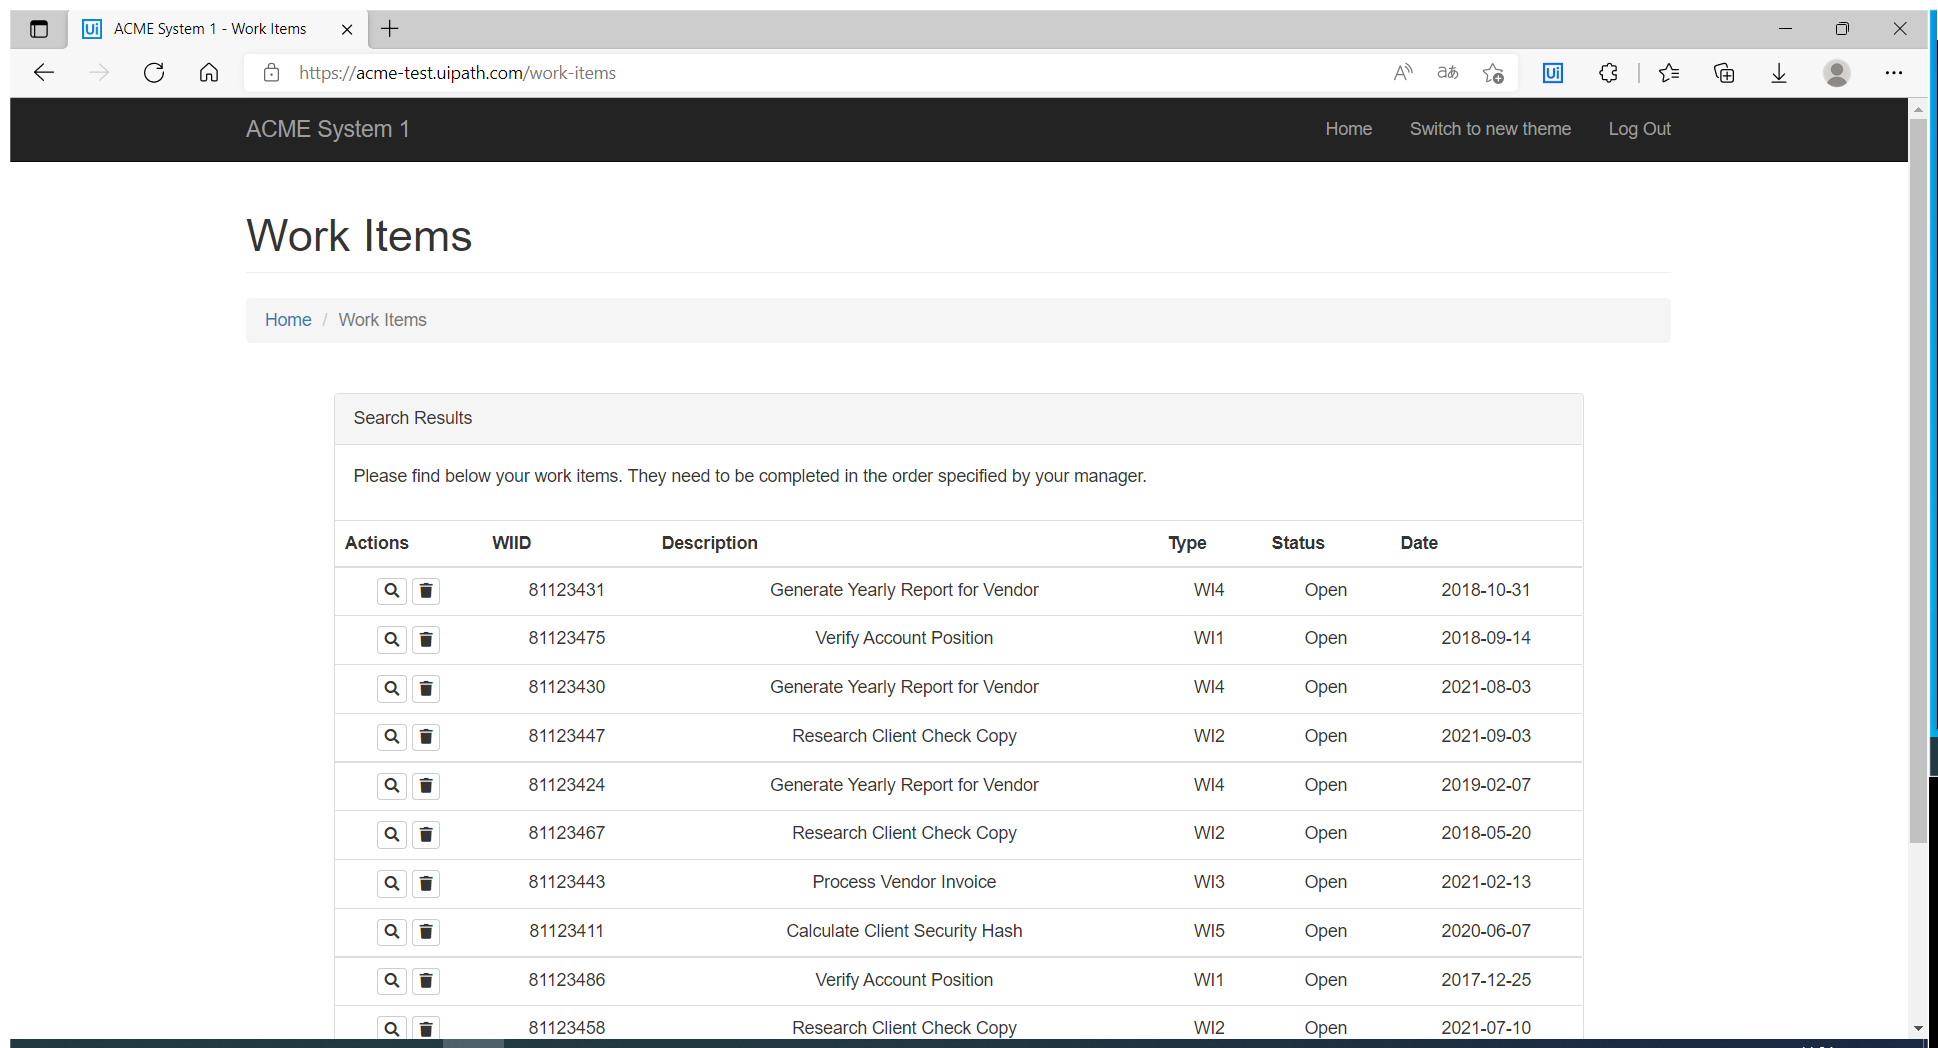 ACME System 1 - Work Items
https://acme-test.uipath.com/work-items
ACME System 1 Home Switch to new theme Log Out
Work Items
Home / Work Items
Search Results
Please find below your work items. They need to be completed in the order specified by your manager.
Actions WIID Description Type Status Date
81123431 Generate Yearly Report for Vendor WI4 Open 2018-10-31
81123475 Verify Account Position WI1 Open 2018-09-14
81123430 Generate Yearly Report for Vendor WI4 Open 2021-08-03
81123447 Research Client Check Copy WI2 Open 2021-09-03
81123424 Generate Yearly Report for Vendor WI4 Open 2019-02-07
81123467 Research Client Check Copy WI2 Open 2018-05-20
81123443 Process Vendor Invoice WI3 Open 2021-02-13
81123411 Calculate Client Security Hash WI5 Open 2020-06-07
81123486 Verify Account Position WI1 Open 2017-12-25
81123458 Research Client Check Copy WI2 Open 2021-07-10